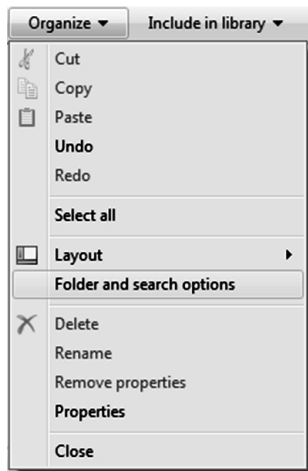 Organize Include in library
Cut
Copy
Paste
Undo
Redo
Select all
Layout
Folder and search options
Delete
Rename
Remove properties
Properties
Close